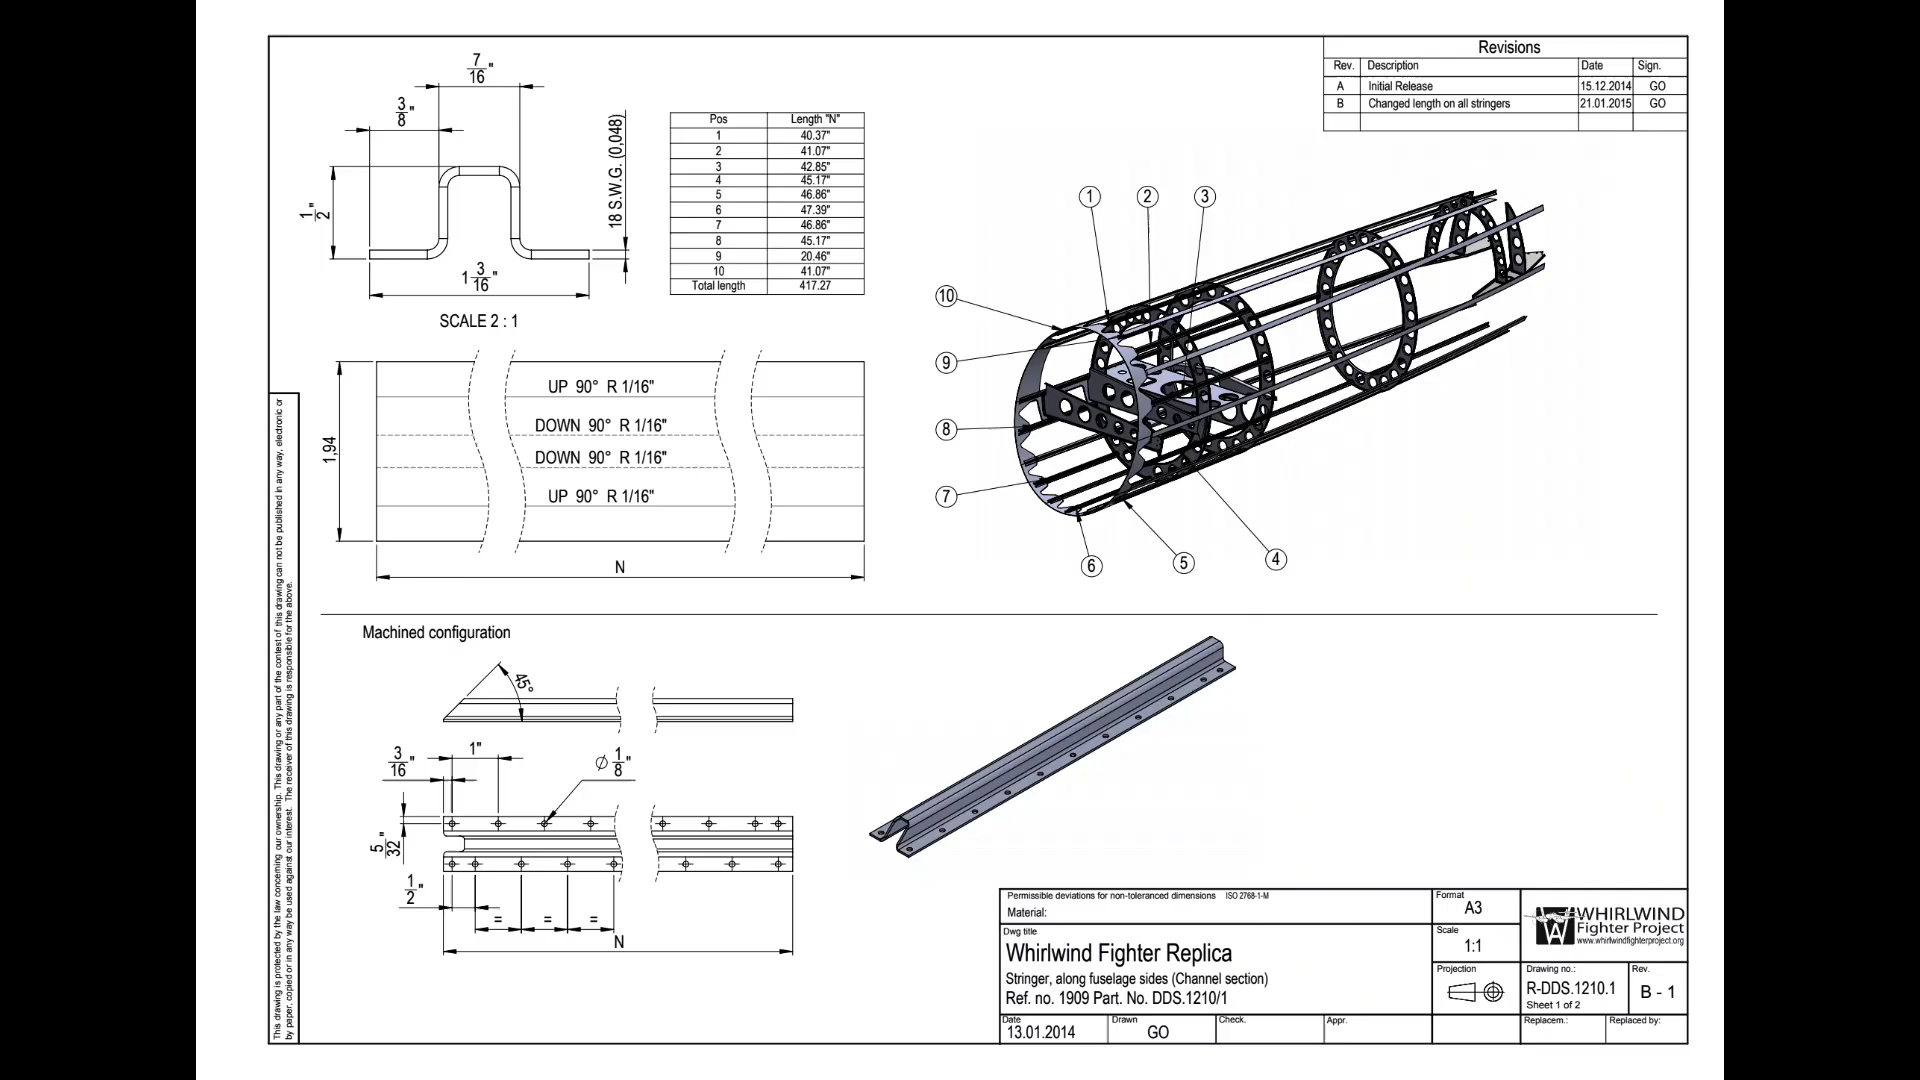 Revisions
Rev. Description Date Sign.
A Initial Release 15.12.2014 GO
B Changed length on all stringers 21.01.2015 GO
7/16"
3/8"
1/2"
1 3/16"
18 S.W.G. (0,048)
SCALE 2 : 1
Pos Length "N"
1 40.37"
2 41.07"
3 42.85"
4 45.17"
5 46.86"
6 47.39"
7 46.86"
8 45.17"
9 20.46"
10 41.07"
Total length 417.27
1 2 3
10
9
8
7
6 5 4
1,94
UP 90° R 1/16"
DOWN 90° R 1/16"
DOWN 90° R 1/16"
UP 90° R 1/16"
N
Machined configuration
45°
3/16"
1"
Ø 1/8"
5/32"
1/2"
= = =
N
This drawing is protected by the law concerning our ownership. This drawing or any part of the contest of this drawing can not be published in any way, electronic or
by paper, copied or in any way be used against our interest. The receiver of this drawing is responsible for the above.
Permissible deviations for non-toleranced dimensions ISO 2768-1-M
Material:
Dwg title
Whirlwind Fighter Replica
Stringer, along fuselage sides (Channel section)
Ref. no. 1909 Part. No. DDS.1210/1
Date
13.01.2014
Drawn
GO
Check.
Appr.
Format
A3
Scale
1:1
Projection
WHIRLWIND
Fighter Project
www.whirlwindfighterproject.org
Drawing no.:
R-DDS.1210.1
Sheet 1 of 2
Rev.
B - 1
Replacem.:
Replaced by: